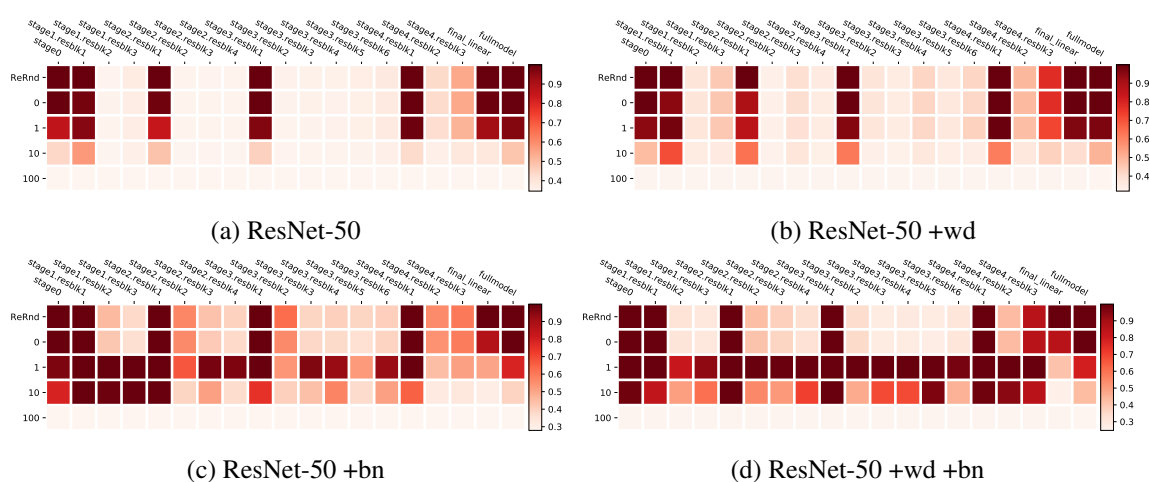 stage0
stage1.resblk1
stage1.resblk2
stage1.resblk3
stage2.resblk1
stage2.resblk2
stage2.resblk3
stage2.resblk4
stage3.resblk1
stage3.resblk2
stage3.resblk3
stage3.resblk4
stage3.resblk5
stage3.resblk6
stage4.resblk1
stage4.resblk2
stage4.resblk3
final_linear
fullmodel
ReRnd
0
1
10
100
0.9
0.8
0.7
0.6
0.5
0.4
(a) ResNet-50
stage0
stage1.resblk1
stage1.resblk2
stage1.resblk3
stage2.resblk1
stage2.resblk2
stage2.resblk3
stage2.resblk4
stage3.resblk1
stage3.resblk2
stage3.resblk3
stage3.resblk4
stage3.resblk5
stage3.resblk6
stage4.resblk1
stage4.resblk2
stage4.resblk3
final_linear
fullmodel
ReRnd
0
1
10
100
0.9
0.8
0.7
0.6
0.5
0.4
(b) ResNet-50 +wd
stage0
stage1.resblk1
stage1.resblk2
stage1.resblk3
stage2.resblk1
stage2.resblk2
stage2.resblk3
stage2.resblk4
stage3.resblk1
stage3.resblk2
stage3.resblk3
stage3.resblk4
stage3.resblk5
stage3.resblk6
stage4.resblk1
stage4.resblk2
stage4.resblk3
final_linear
fullmodel
ReRnd
0
1
10
100
0.9
0.8
0.7
0.6
0.5
0.4
0.3
(c) ResNet-50 +bn
stage0
stage1.resblk1
stage1.resblk2
stage1.resblk3
stage2.resblk1
stage2.resblk2
stage2.resblk3
stage2.resblk4
stage3.resblk1
stage3.resblk2
stage3.resblk3
stage3.resblk4
stage3.resblk5
stage3.resblk6
stage4.resblk1
stage4.resblk2
stage4.resblk3
final_linear
fullmodel
ReRnd
0
1
10
100
0.9
0.8
0.7
0.6
0.5
0.4
0.3
(d) ResNet-50 +wd +bn